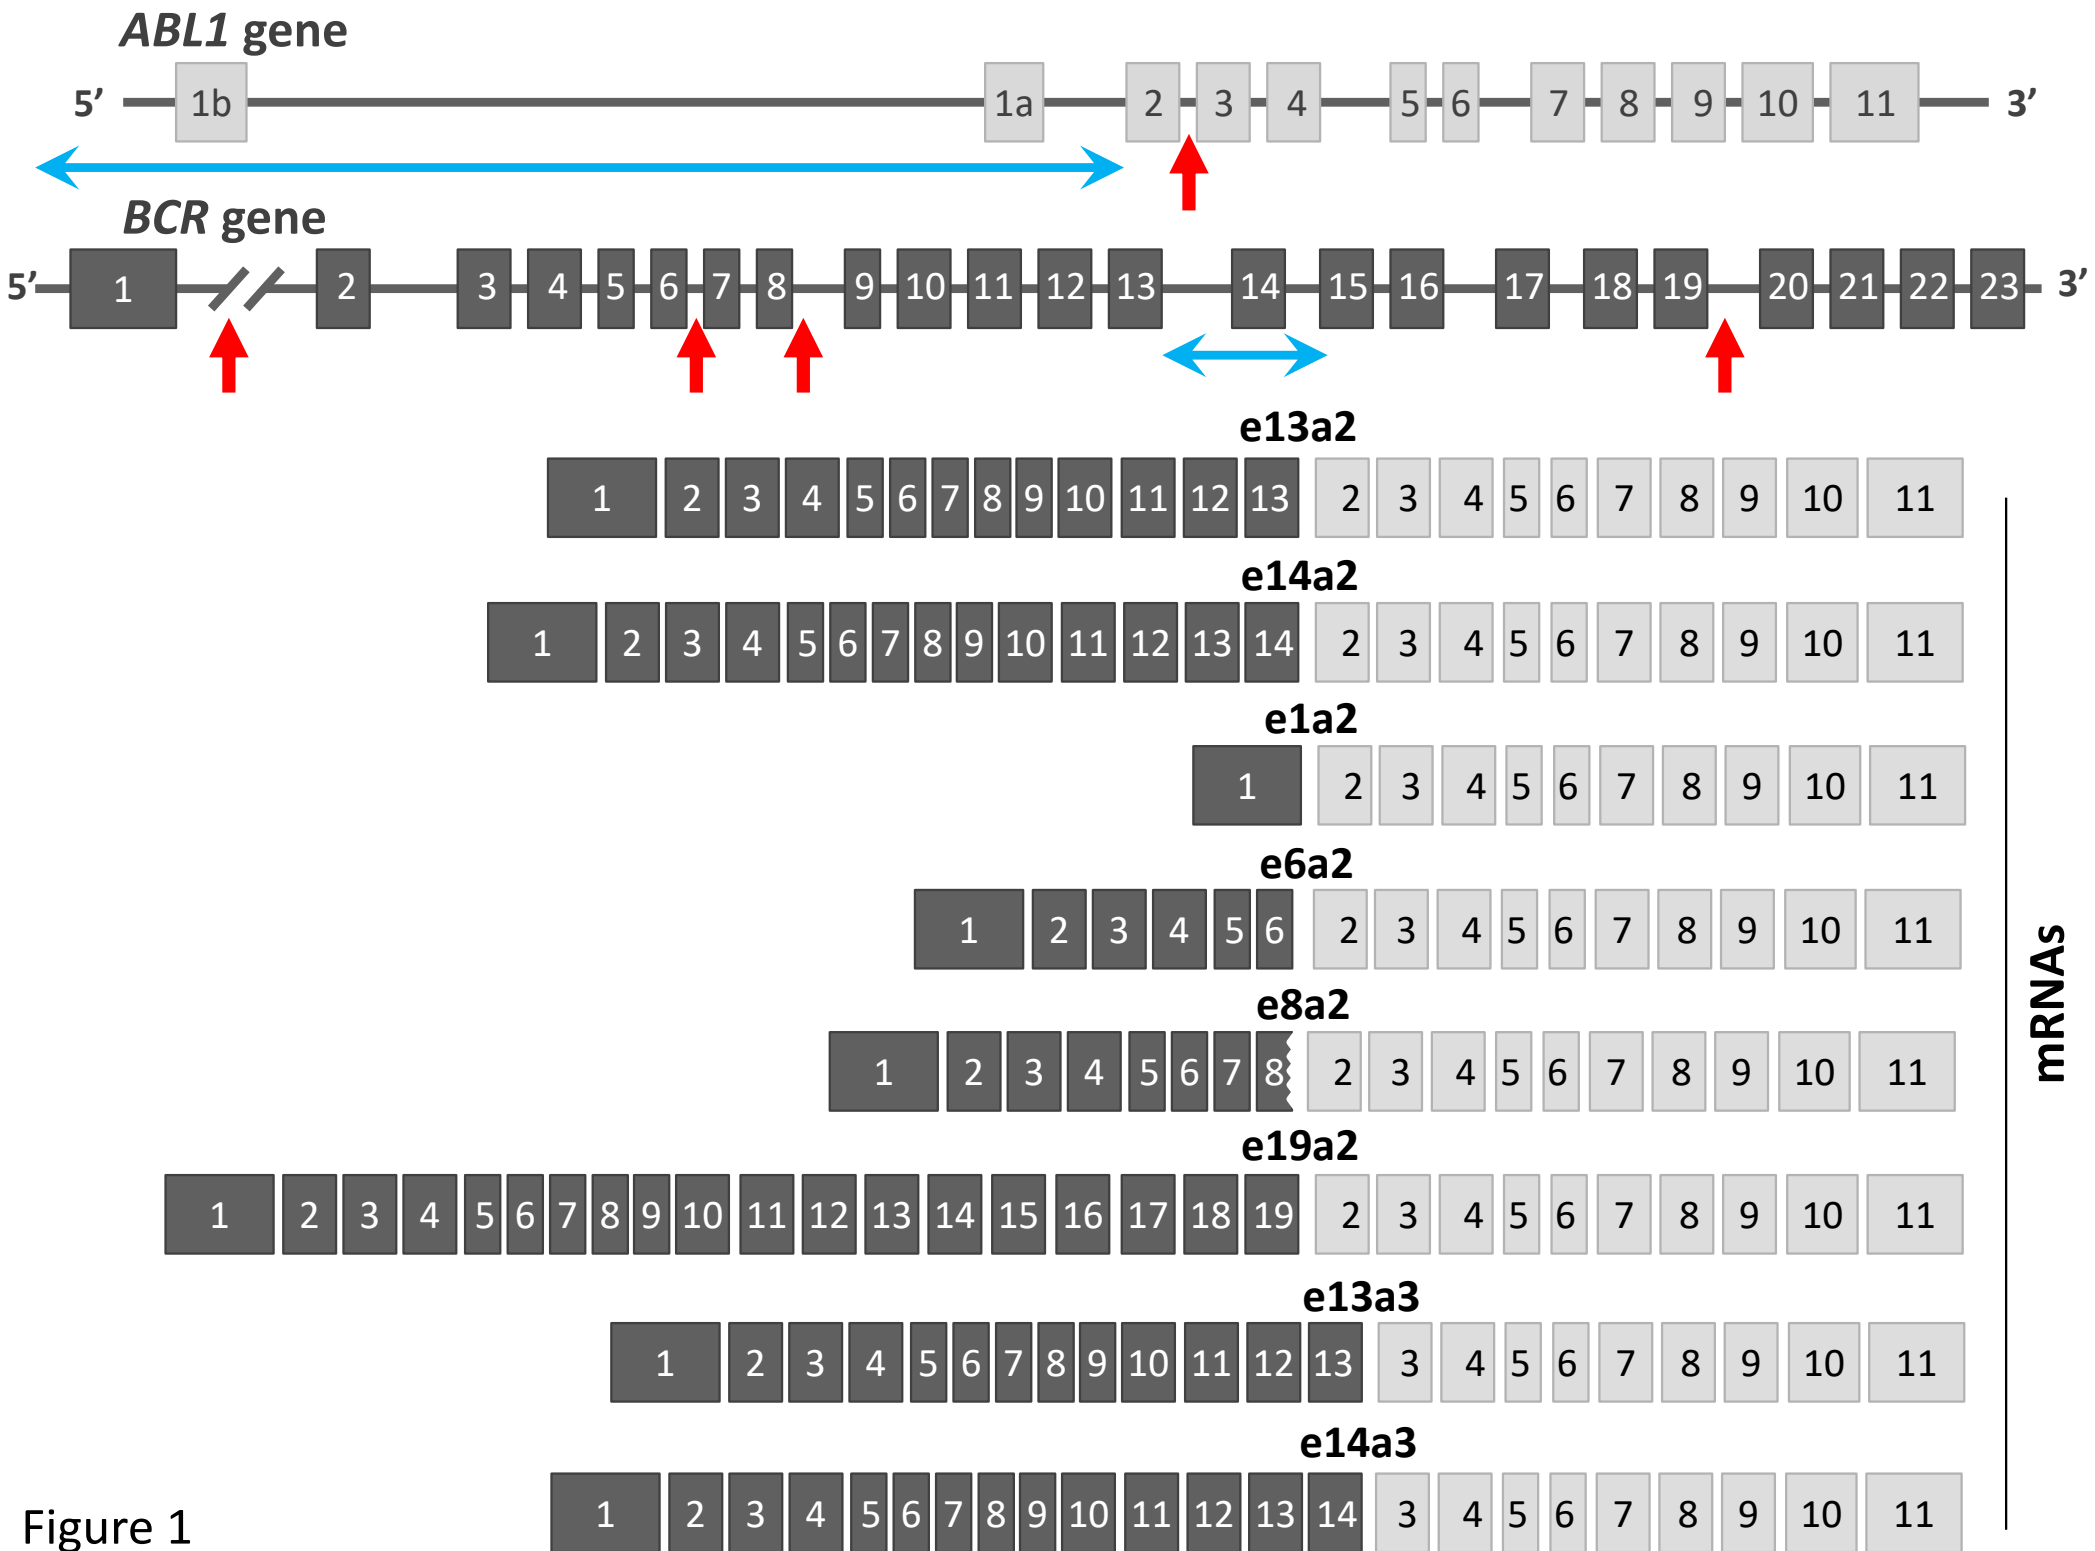 ABL1 gene
5’ 1b 1a 2 3 4 5 6 7 8 9 10 11 3’
BCR gene
5’ 1 2 3 4 5 6 7 8 9 10 11 12 13 14 15 16 17 18 19 20 21 22 23 3’
e13a2
1 2 3 4 5 6 7 8 9 10 11 12 13 2 3 4 5 6 7 8 9 10 11
e14a2
1 2 3 4 5 6 7 8 9 10 11 12 13 14 2 3 4 5 6 7 8 9 10 11
e1a2
1 2 3 4 5 6 7 8 9 10 11
e6a2
1 2 3 4 5 6 2 3 4 5 6 7 8 9 10 11
e8a2
1 2 3 4 5 6 7 8 2 3 4 5 6 7 8 9 10 11
e19a2
1 2 3 4 5 6 7 8 9 10 11 12 13 14 15 16 17 18 19 2 3 4 5 6 7 8 9 10 11
e13a3
1 2 3 4 5 6 7 8 9 10 11 12 13 3 4 5 6 7 8 9 10 11
e14a3
1 2 3 4 5 6 7 8 9 10 11 12 13 14 3 4 5 6 7 8 9 10 11
mRNAs
Figure 1